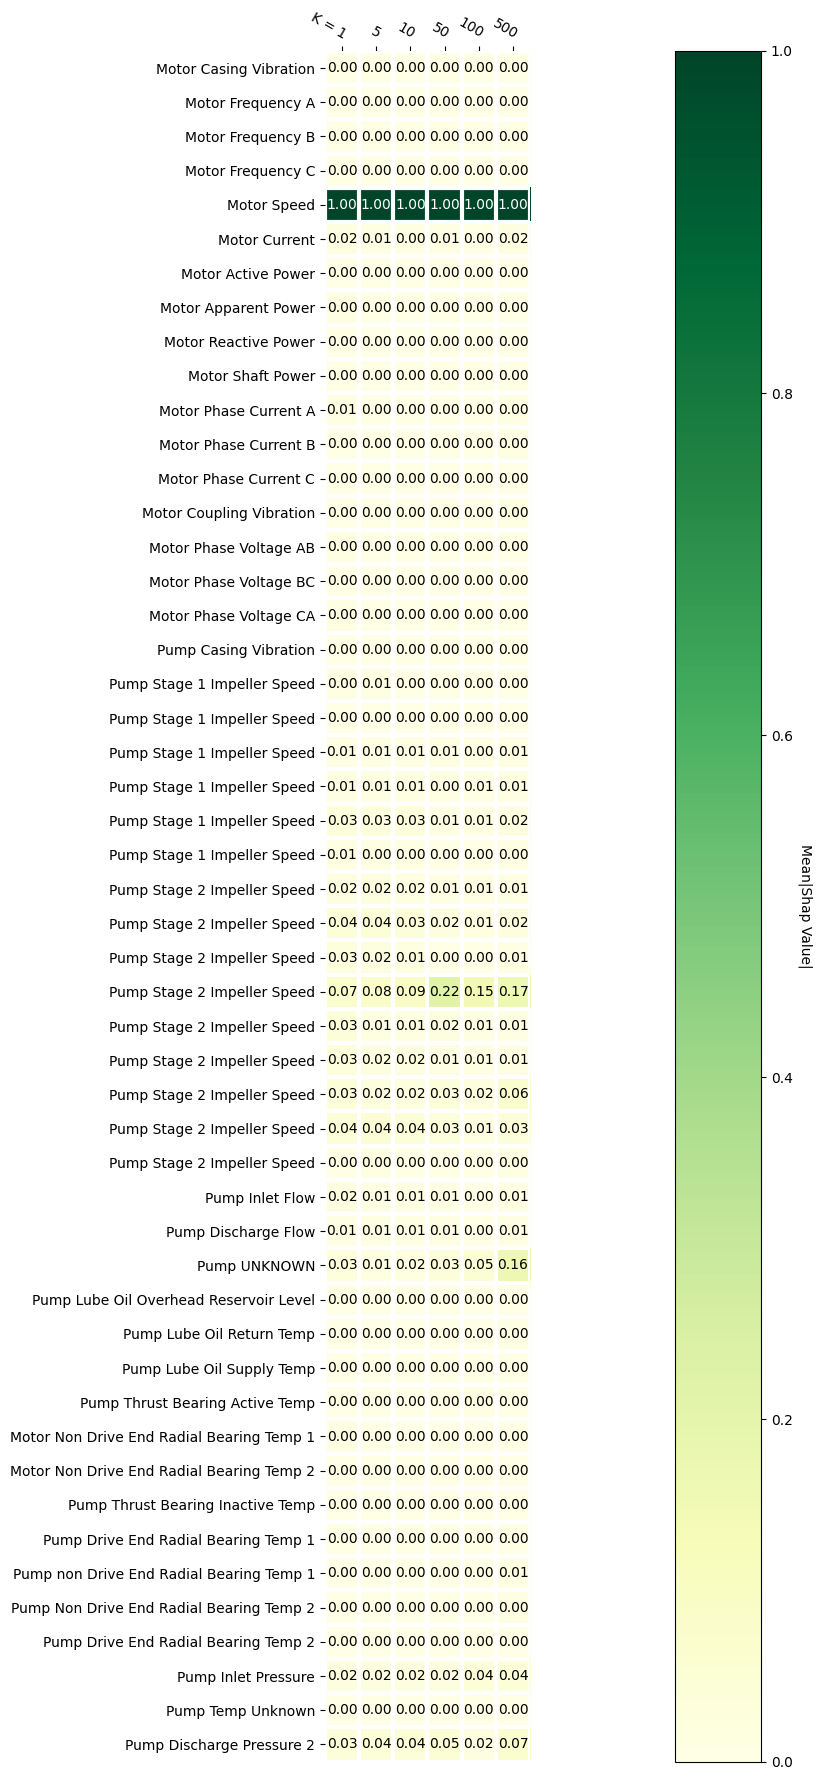 K = 1 5 10 50 100 500
Motor Casing Vibration 0.00 0.00 0.00 0.00 0.00 0.00
Motor Frequency A 0.00 0.00 0.00 0.00 0.00 0.00
Motor Frequency B 0.00 0.00 0.00 0.00 0.00 0.00
Motor Frequency C 0.00 0.00 0.00 0.00 0.00 0.00
Motor Speed 1.00 1.00 1.00 1.00 1.00 1.00
Motor Current 0.02 0.01 0.00 0.01 0.00 0.02
Motor Active Power 0.00 0.00 0.00 0.00 0.00 0.00
Motor Apparent Power 0.00 0.00 0.00 0.00 0.00 0.00
Motor Reactive Power 0.00 0.00 0.00 0.00 0.00 0.00
Motor Shaft Power 0.00 0.00 0.00 0.00 0.00 0.00
Motor Phase Current A 0.01 0.00 0.00 0.00 0.00 0.00
Motor Phase Current B 0.00 0.00 0.00 0.00 0.00 0.00
Motor Phase Current C 0.00 0.00 0.00 0.00 0.00 0.00
Motor Coupling Vibration 0.00 0.00 0.00 0.00 0.00 0.00
Motor Phase Voltage AB 0.00 0.00 0.00 0.00 0.00 0.00
Motor Phase Voltage BC 0.00 0.00 0.00 0.00 0.00 0.00
Motor Phase Voltage CA 0.00 0.00 0.00 0.00 0.00 0.00
Pump Casing Vibration 0.00 0.00 0.00 0.00 0.00 0.00
Pump Stage 1 Impeller Speed 0.00 0.01 0.00 0.00 0.00 0.00
Pump Stage 1 Impeller Speed 0.00 0.00 0.00 0.00 0.00 0.00
Pump Stage 1 Impeller Speed 0.01 0.01 0.01 0.01 0.00 0.01
Pump Stage 1 Impeller Speed 0.01 0.01 0.01 0.00 0.01 0.01
Pump Stage 1 Impeller Speed 0.03 0.03 0.03 0.01 0.01 0.02
Pump Stage 1 Impeller Speed 0.01 0.00 0.00 0.00 0.00 0.00
Pump Stage 2 Impeller Speed 0.02 0.02 0.02 0.01 0.01 0.01
Pump Stage 2 Impeller Speed 0.04 0.04 0.03 0.02 0.01 0.02
Pump Stage 2 Impeller Speed 0.03 0.02 0.01 0.00 0.00 0.01
Pump Stage 2 Impeller Speed 0.07 0.08 0.09 0.22 0.15 0.17
Pump Stage 2 Impeller Speed 0.03 0.01 0.01 0.02 0.01 0.01
Pump Stage 2 Impeller Speed 0.03 0.02 0.02 0.01 0.01 0.01
Pump Stage 2 Impeller Speed 0.03 0.02 0.02 0.03 0.02 0.06
Pump Stage 2 Impeller Speed 0.04 0.04 0.04 0.03 0.01 0.03
Pump Stage 2 Impeller Speed 0.00 0.00 0.00 0.00 0.00 0.00
Pump Inlet Flow 0.02 0.01 0.01 0.01 0.00 0.01
Pump Discharge Flow 0.01 0.01 0.01 0.01 0.00 0.01
Pump UNKNOWN 0.03 0.01 0.02 0.03 0.05 0.16
Pump Lube Oil Overhead Reservoir Level 0.00 0.00 0.00 0.00 0.00 0.00
Pump Lube Oil Return Temp 0.00 0.00 0.00 0.00 0.00 0.00
Pump Lube Oil Supply Temp 0.00 0.00 0.00 0.00 0.00 0.00
Pump Thrust Bearing Active Temp 0.00 0.00 0.00 0.00 0.00 0.00
Motor Non Drive End Radial Bearing Temp 1 0.00 0.00 0.00 0.00 0.00 0.00
Motor Non Drive End Radial Bearing Temp 2 0.00 0.00 0.00 0.00 0.00 0.00
Pump Thrust Bearing Inactive Temp 0.00 0.00 0.00 0.00 0.00 0.00
Pump Drive End Radial Bearing Temp 1 0.00 0.00 0.00 0.00 0.00 0.00
Pump non Drive End Radial Bearing Temp 1 0.00 0.00 0.00 0.00 0.00 0.01
Pump Non Drive End Radial Bearing Temp 2 0.00 0.00 0.00 0.00 0.00 0.00
Pump Drive End Radial Bearing Temp 2 0.00 0.00 0.00 0.00 0.00 0.00
Pump Inlet Pressure 0.02 0.02 0.02 0.02 0.04 0.04
Pump Temp Unknown 0.00 0.00 0.00 0.00 0.00 0.00
Pump Discharge Pressure 2 0.03 0.04 0.04 0.05 0.02 0.07
1.0
0.8
0.6
0.4
0.2
0.0
Mean|Shap Value|